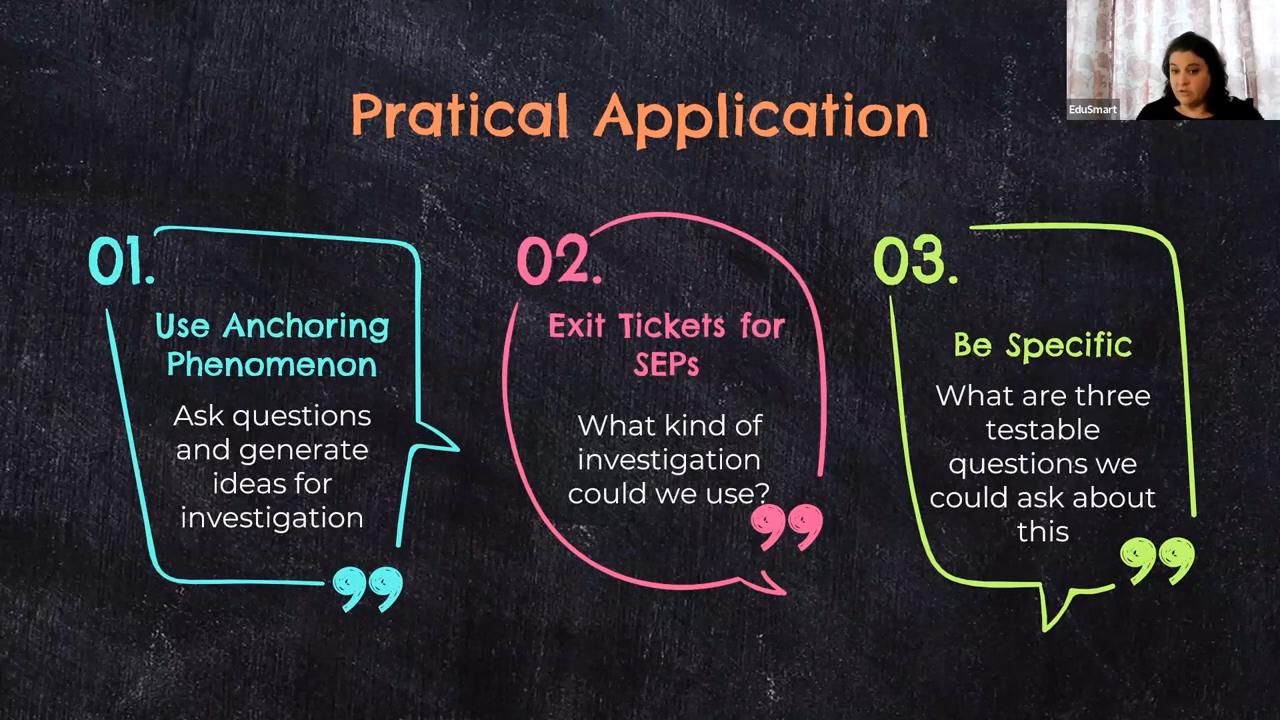 EduSmart
Pratical Application
01.
Use Anchoring
Phenomenon
Ask questions
and generate
ideas for
investigation
02.
Exit Tickets for
SEPs
What kind of
investigation
could we use?
03.
Be Specific
What are three
testable
questions we
could ask about
this